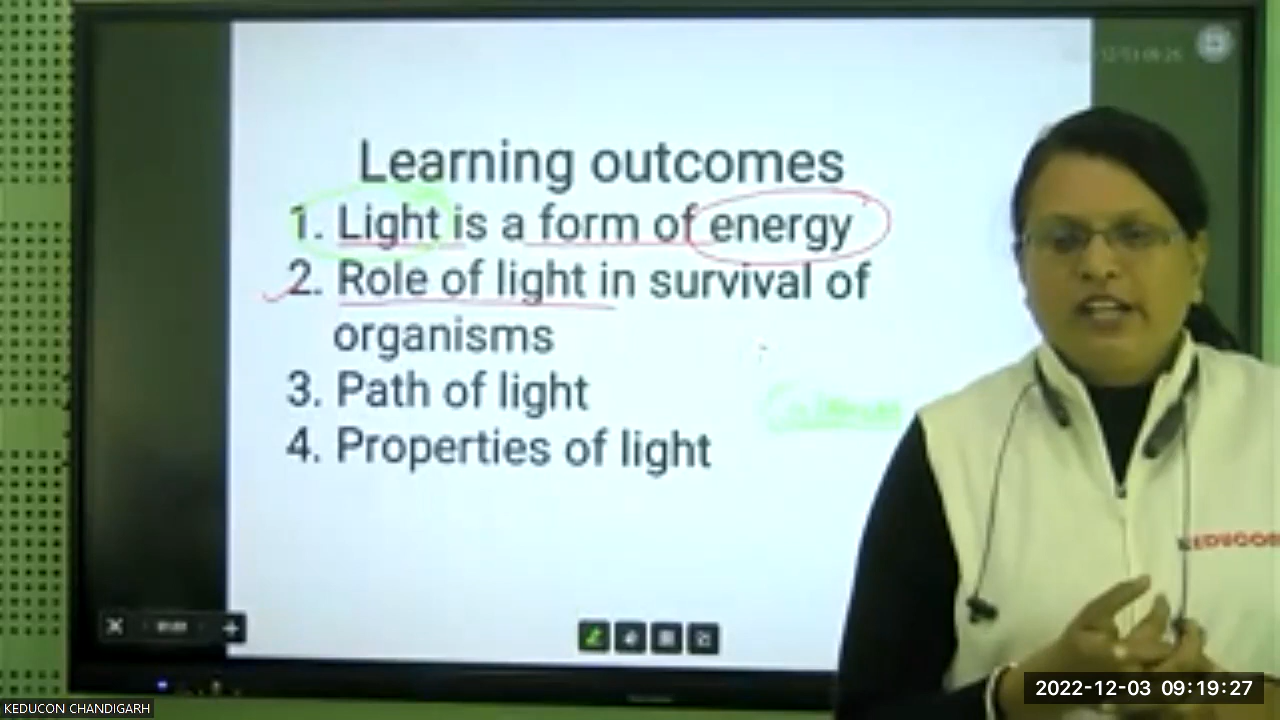 Learning outcomes
1. Light is a form of energy
2. Role of light in survival of
organisms
3. Path of light
4. Properties of light
KEDUCON
2022-12-03 09:19:27
KEDUCON CHANDIGARH